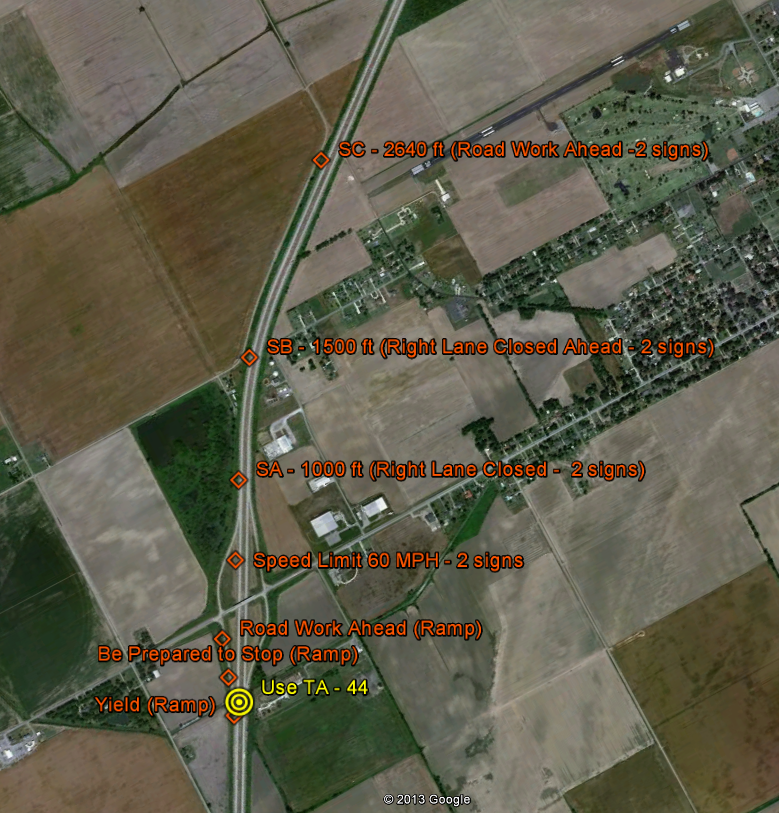 SC - 2640 ft (Road Work Ahead -2 signs)
SB - 1500 ft (Right Lane Closed Ahead - 2 signs)
SA - 1000 ft (Right Lane Closed -  2 signs)
Speed Limit 60 MPH - 2 signs
Road Work Ahead (Ramp)
Be Prepared to Stop (Ramp)
Use TA - 44
Yield (Ramp)
© 2013 Google